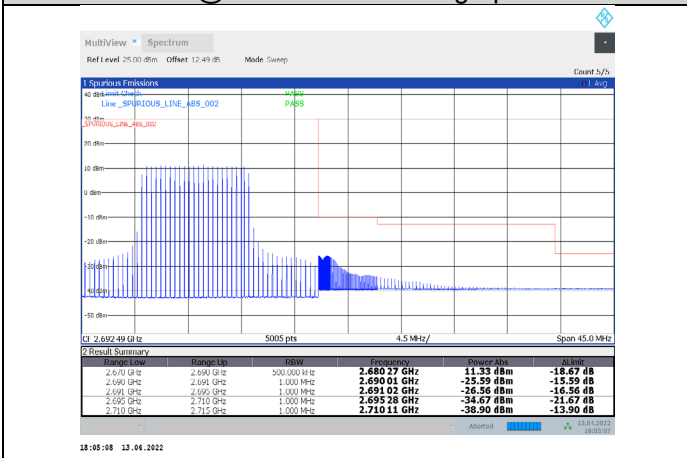 MultiView Spectrum
Ref Level 25.00 dBm Offset 12.49 dB Mode Sweep
Count 5/5
1 Spurious Emissions 1 Avg
40 dBm Limit Check PASS
Line _SPURIOUS_LINE_ABS_002 PASS
30 dBm
_SPURIOUS_LINE_ABS_002
20 dBm
10 dBm
0 dBm
-10 dBm
-20 dBm
-30 dBm
-40 dBm
-50 dBm
CF 2.692 49 GHz 5005 pts 4.5 MHz/ Span 45.0 MHz
2 Result Summary
Range Low Range Up RBW Frequency Power Abs ΔLimit
2.670 GHz 2.690 GHz 500.000 kHz 2.680 27 GHz 11.33 dBm -18.67 dB
2.690 GHz 2.691 GHz 1.000 MHz 2.690 01 GHz -25.59 dBm -15.59 dB
2.691 GHz 2.695 GHz 1.000 MHz 2.691 02 GHz -26.56 dBm -16.56 dB
2.695 GHz 2.710 GHz 1.000 MHz 2.695 28 GHz -34.67 dBm -21.67 dB
2.710 GHz 2.715 GHz 1.000 MHz 2.710 11 GHz -38.90 dBm -13.90 dB
Aborted 13.04.2022
18:05:07
18:05:08 13.04.2022